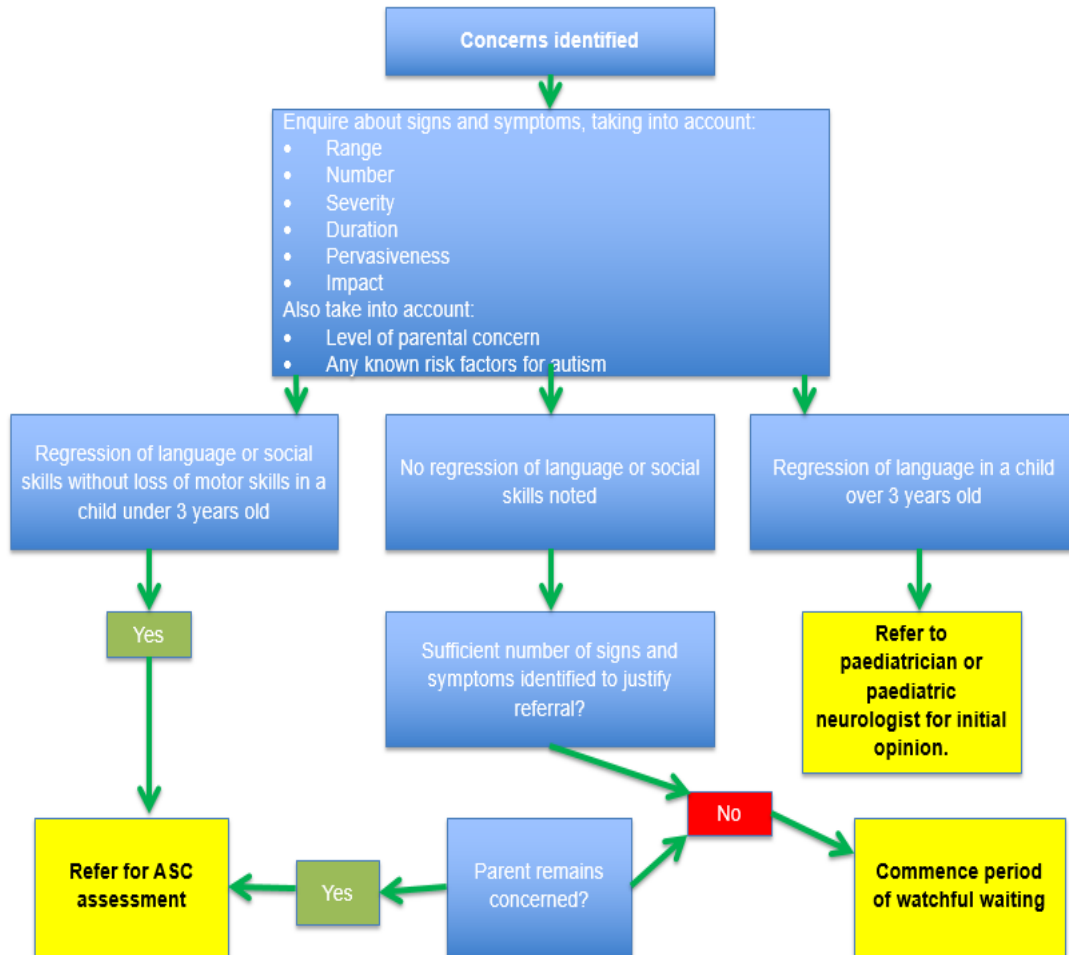 Concerns identified
Enquire about signs and symptoms, taking into account:
• Range
• Number
• Severity
• Duration
• Pervasiveness
• Impact
Also take into account:
• Level of parental concern
• Any known risk factors for autism
Regression of language or social
skills without loss of motor skills in a
child under 3 years old
No regression of language or social
skills noted
Regression of language in a child
over 3 years old
Yes
Sufficient number of signs and
symptoms identified to justify
referral?
Refer to
paediatrician or
paediatric
neurologist for initial
opinion.
No
Refer for ASC
assessment
Yes
Parent remains
concerned?
Commence period
of watchful waiting